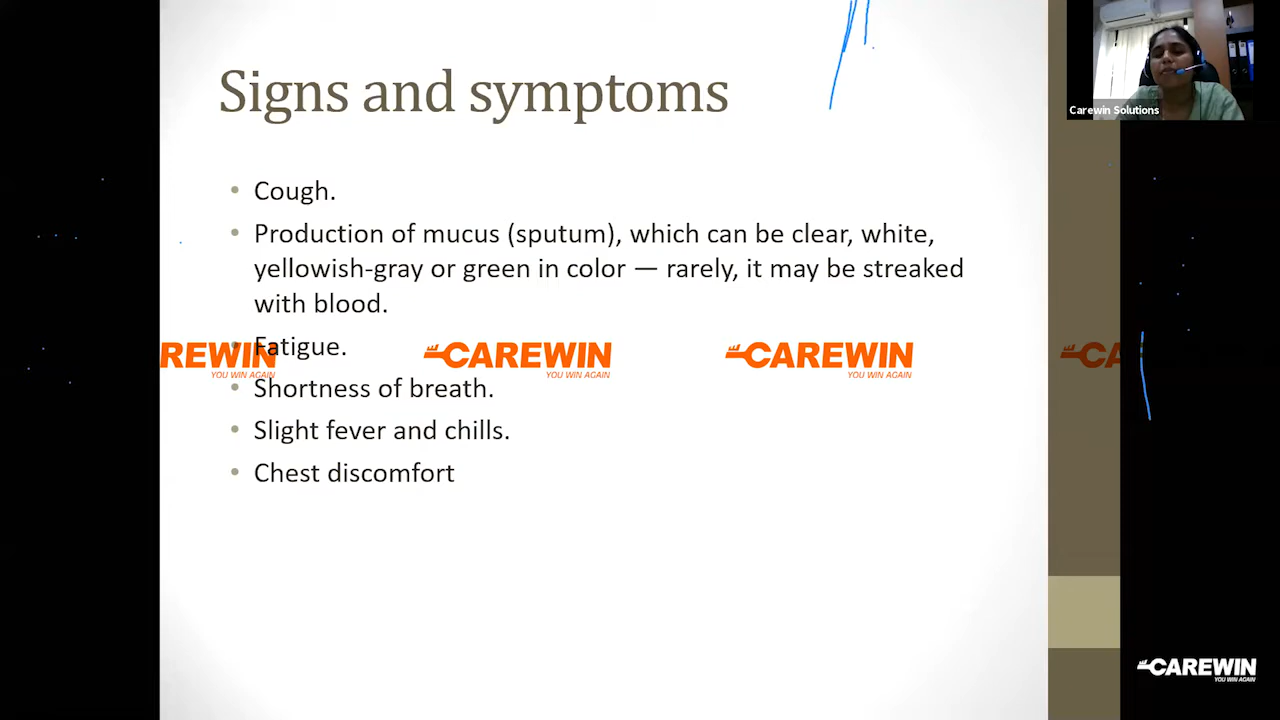 Signs and symptoms
Carewin Solutions
• Cough.
• Production of mucus (sputum), which can be clear, white,
yellowish-gray or green in color — rarely, it may be streaked
with blood.
• Fatigue.
REWIN CAREWIN CAREWIN CA
YOU WIN AGAIN YOU WIN AGAIN YOU WIN AGAIN
• Shortness of breath.
• Slight fever and chills.
• Chest discomfort
CAREWIN
YOU WIN AGAIN